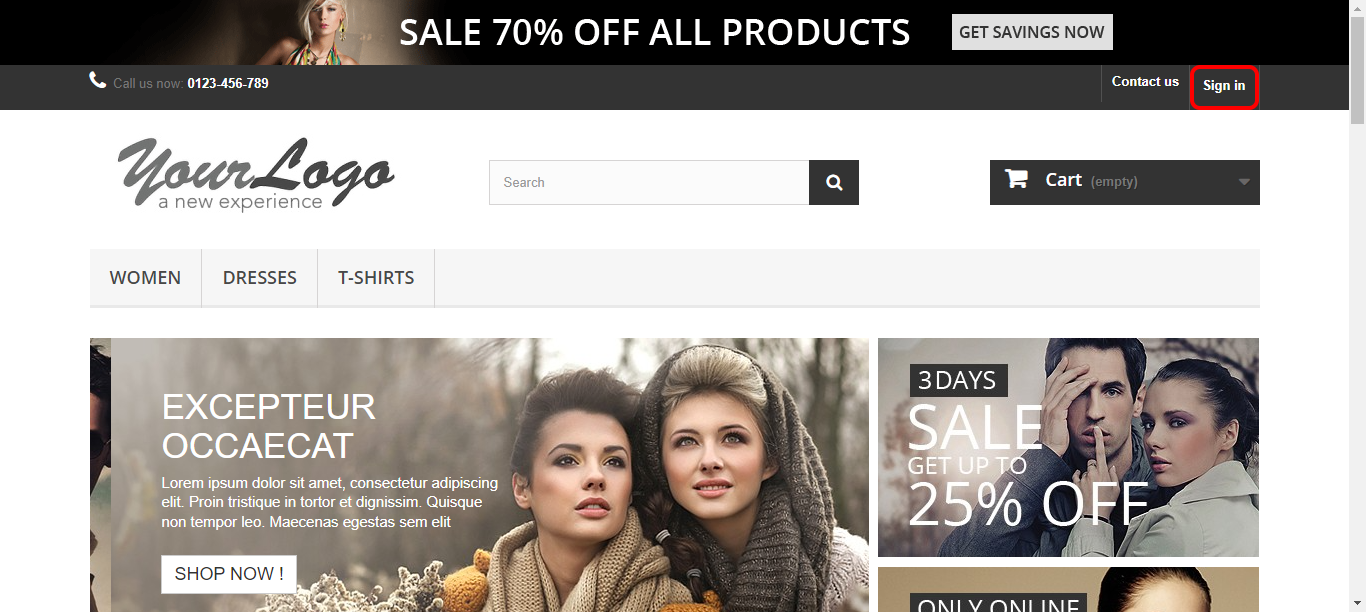 SALE 70% OFF ALL PRODUCTS
GET SAVINGS NOW
Call us now: 0123-456-789
Contact us
Sign in
YourLogo
a new experience
Search
Cart (empty)
WOMEN
DRESSES
T-SHIRTS
EXCEPTEUR
OCCAECAT
Lorem ipsum dolor sit amet, consectetur adipiscing
elit. Proin tristique in tortor et dignissim. Quisque
non tempor leo. Maecenas egestas sem elit
SHOP NOW !
3 DAYS
SALE
GET UP TO
25% OFF
ONLY ONLINE